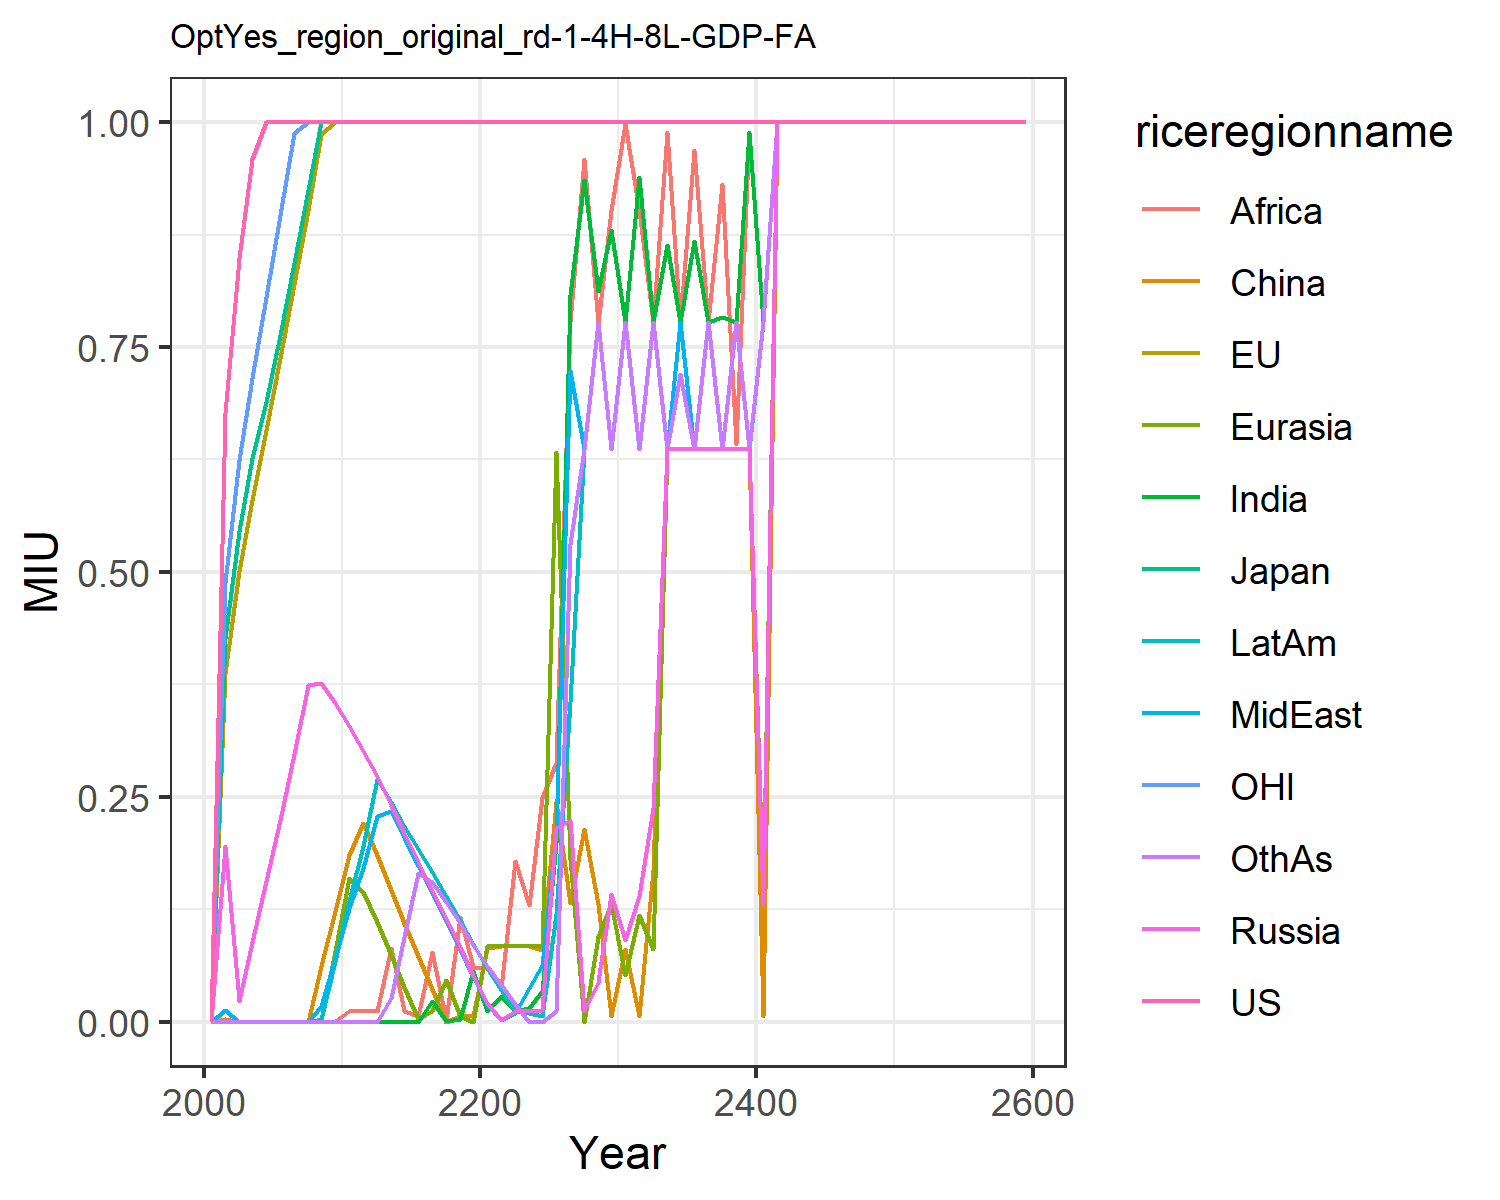 OptYes_region_original_rd-1-4H-8L-GDP-FA
MIU
1.00
0.75
0.50
0.25
0.00
2000
2200
2400
2600
Year
riceregionname
Africa
China
EU
Eurasia
India
Japan
LatAm
MidEast
OHI
OthAs
Russia
US